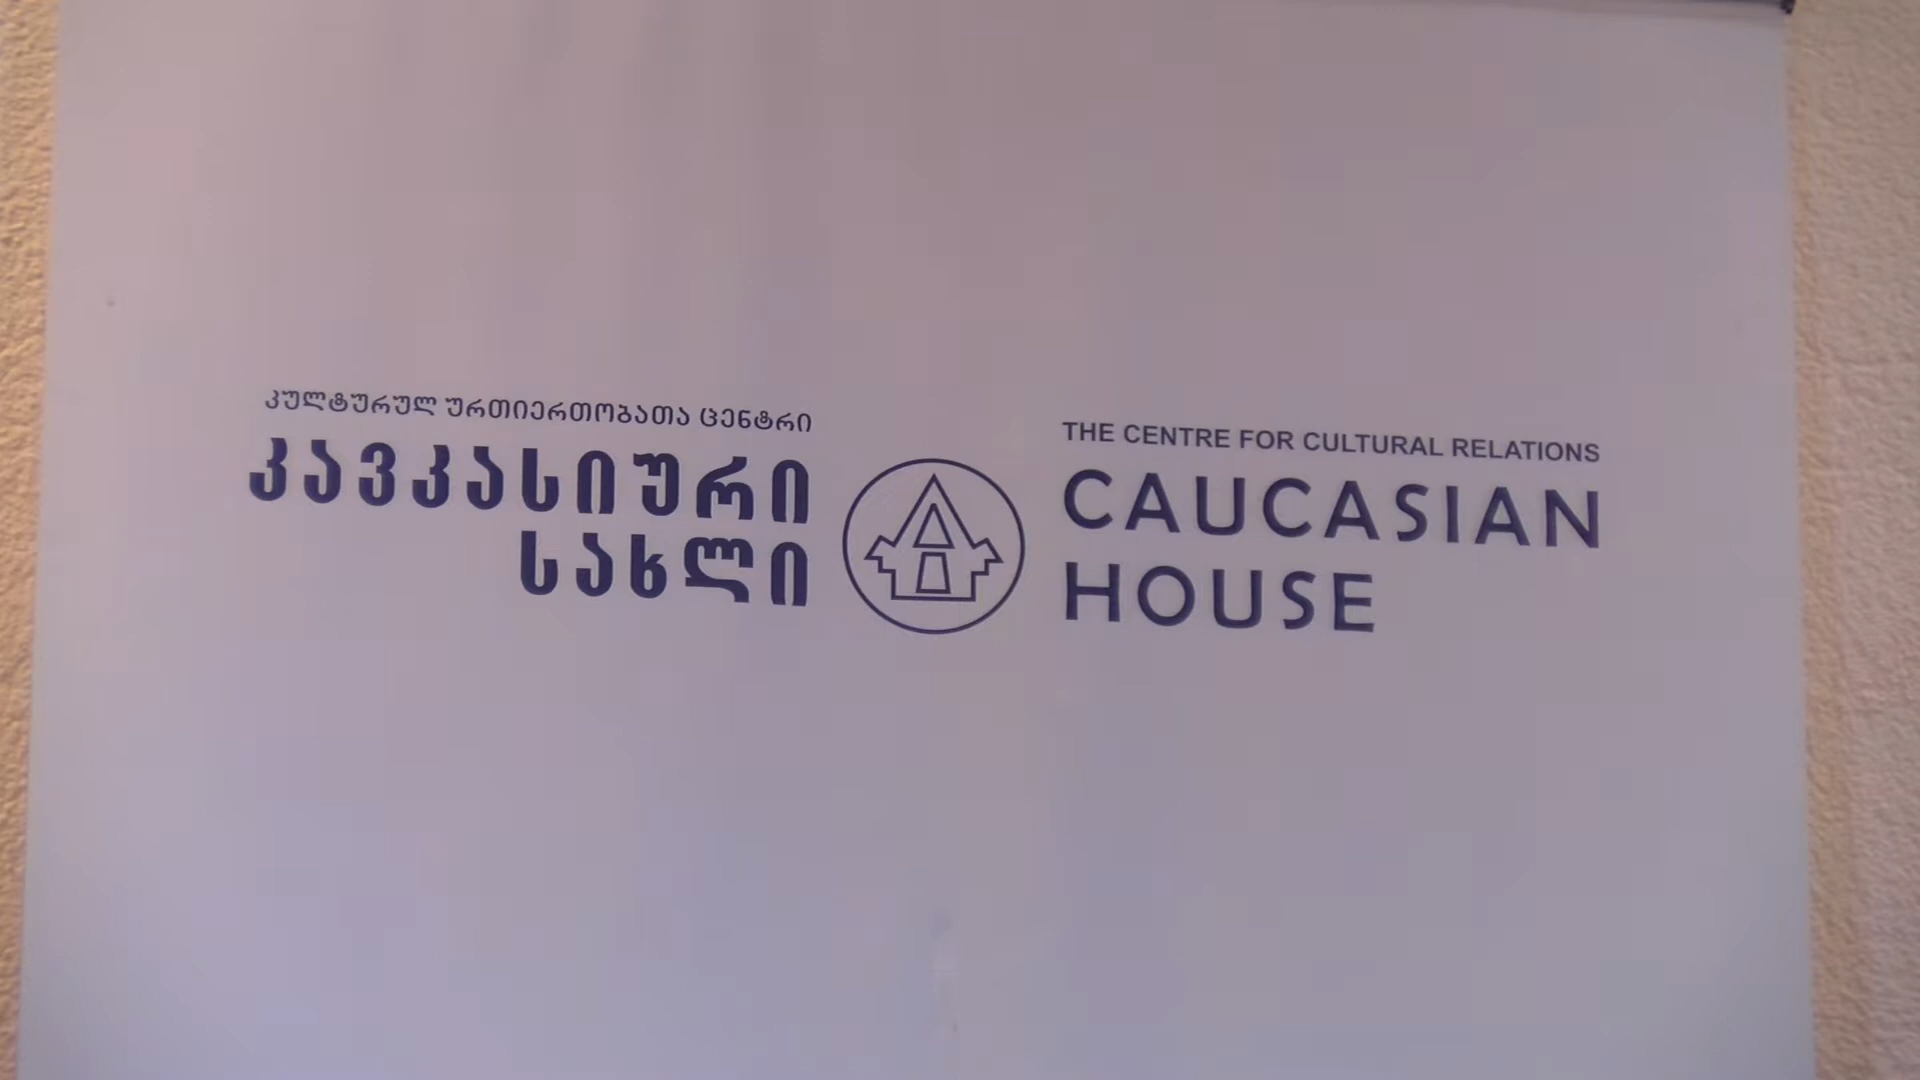 კულტურულ ურთიერთობათა ცენტრი
კავკასიური
სახლი
THE CENTRE FOR CULTURAL RELATIONS
CAUCASIAN
HOUSE